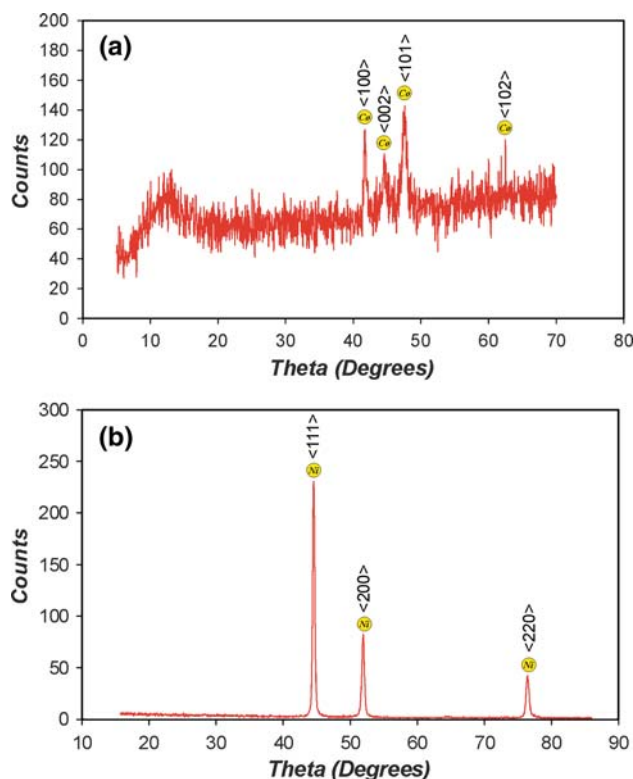 (a)
Counts
200
180
160
140
120
100
80
60
40
20
0
<100>
<002>
<101>
<102>
Co
Co
Co
Co
0 10 20 30 40 50 60 70 80
Theta (Degrees)
(b)
Counts
300
250
200
150
100
50
0
<111>
Ni
<200>
Ni
<220>
Ni
10 20 30 40 50 60 70 80 90
Theta (Degrees)